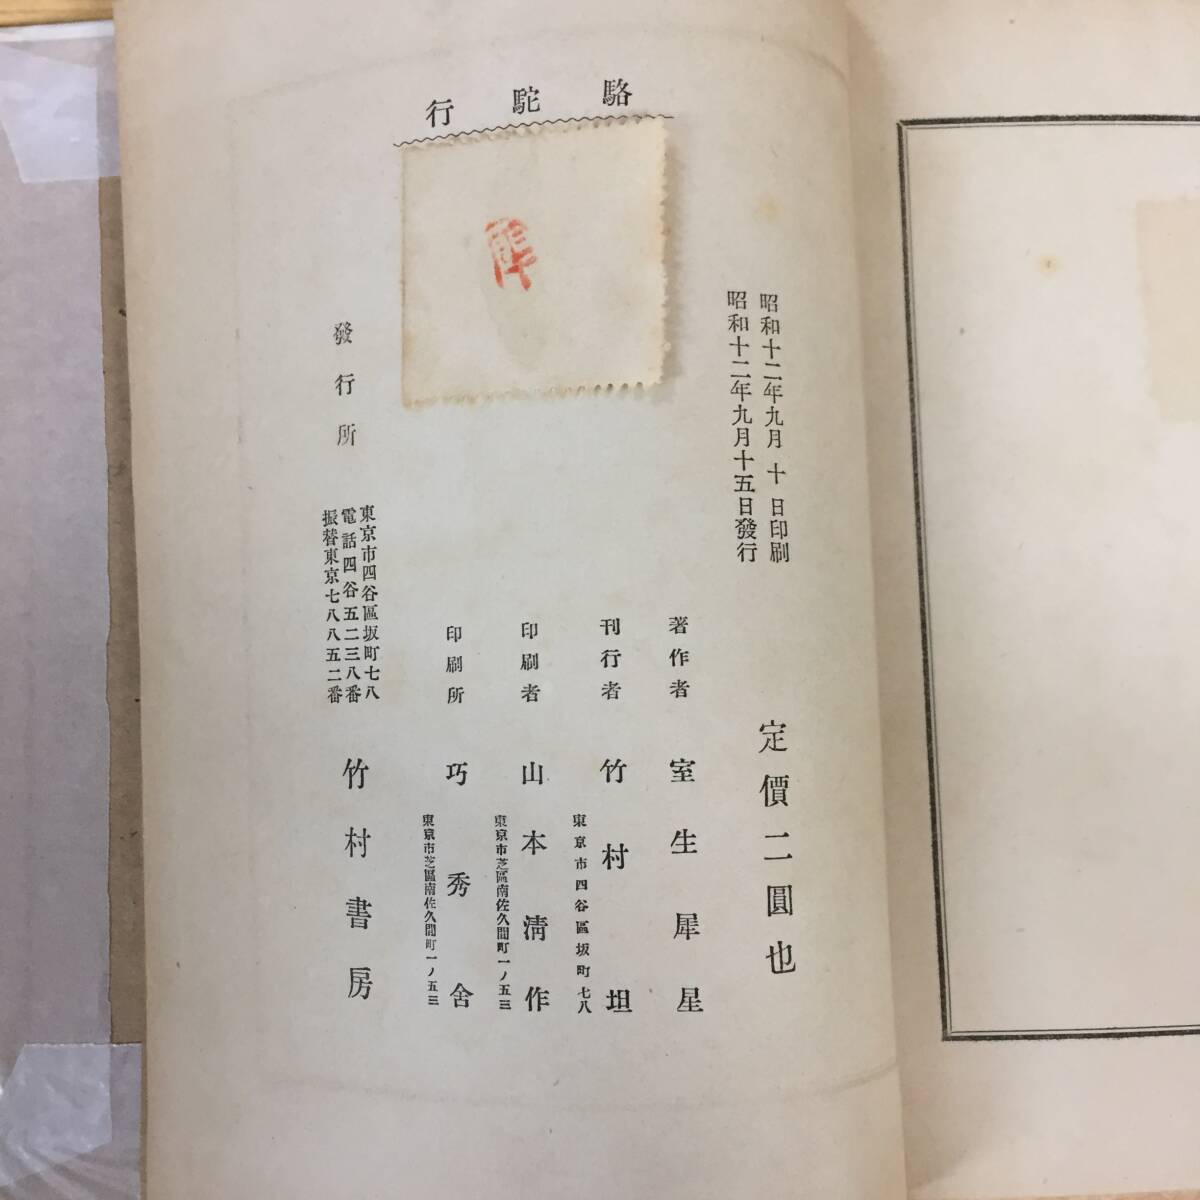 駱駝行
犀
昭和十二年九月十日印刷
昭和十二年九月十五日發行
定價二圓也
著作者 室生犀星
刊行者 竹村坦
東京市四谷區坂町七八
印刷者 山本淸作
東京市芝區南佐久間町一ノ五三
印刷所 巧秀舍
東京市芝區南佐久間町一ノ五三
發行所
東京市四谷區坂町七八
電話四谷五二三八番
振替東京七八八五二番
竹村書房